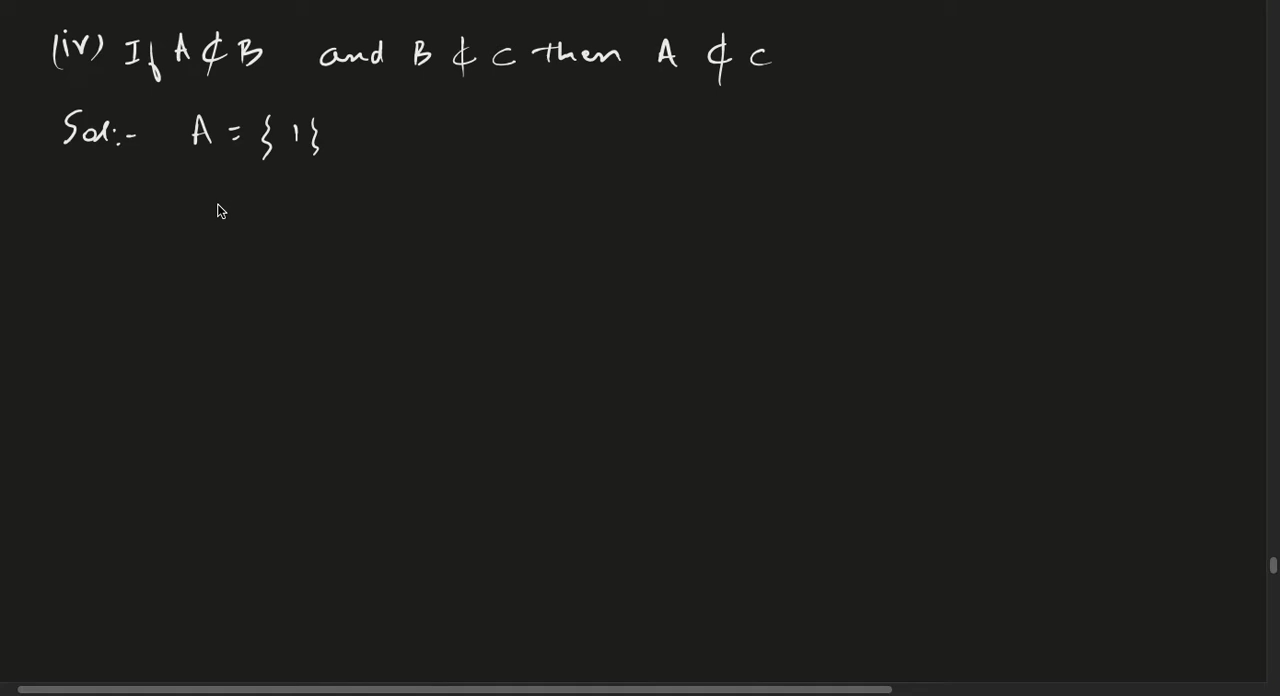 (iv) If A ⊄ B and B ⊄ C then A ⊄ C
Sol:- A = { 1 }